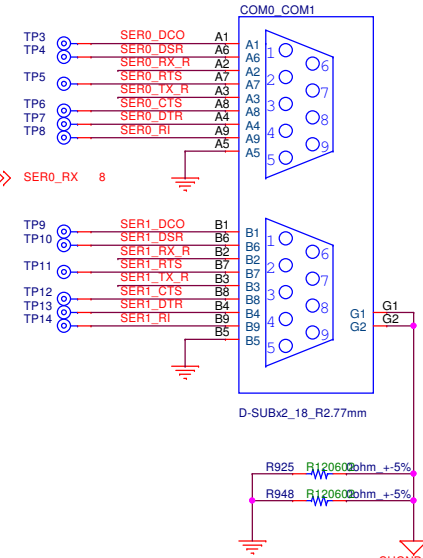 COM0_COM1
TP3 SER0_DCO A1 A1
TP4 SER0_DSR A6 A6
SER0_RX_R A2 A2
TP5 SER0_RTS A7 A7
SER0_TX_R A3 A3
TP6 SER0_CTS A8 A8
TP7 SER0_DTR A4 A4
TP8 SER0_RI A9 A9
A5 A5
1 6
2 7
3 8
4 9
5
SER0_RX 8
TP9 SER1_DCO B1 B1
TP10 SER1_DSR B6 B6
SER1_RX_R B2 B2
TP11 SER1_RTS B7 B7
SER1_TX_R B3 B3
TP12 SER1_CTS B8 B8
TP13 SER1_DTR B4 B4
TP14 SER1_RI B9 B9
B5 B5
1 6
2 7
3 8
4 9
5
G1 G1
G2 G2
D-SUBx2_18_R2.77mm
R925 R120602 0ohm_+-5%
R948 R120602 0ohm_+-5%